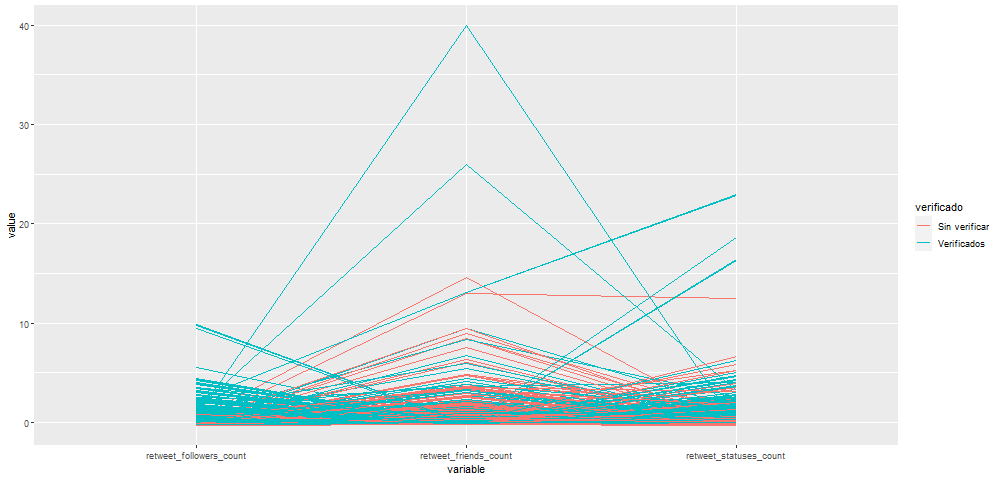 40
30
20
10
0
value
retweet_followers_count
retweet_friends_count
retweet_statuses_count
variable
verificado
Sin verificar
Verificados